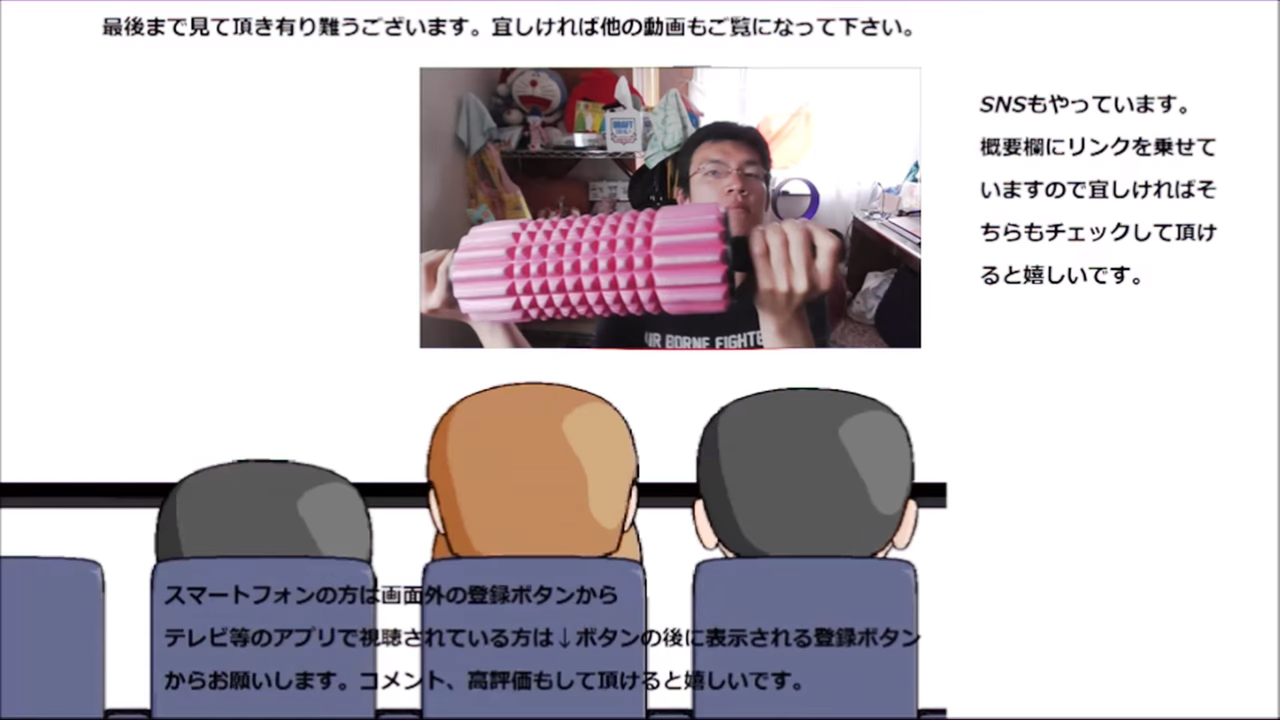 最後まで見て頂き有り難うございます。宜しければ他の動画もご覧になって下さい。
SNSもやっています。
概要欄にリンクを乗せて
いますので宜しければそ
ちらもチェックして頂け
ると嬉しいです。
DRAFT
AIR BORNE FIGHTE
スマートフォンの方は画面外の登録ボタンから
テレビ等のアプリで視聴されている方は↓ボタンの後に表示される登録ボタン
からお願いします。コメント、高評価もして頂けると嬉しいです。